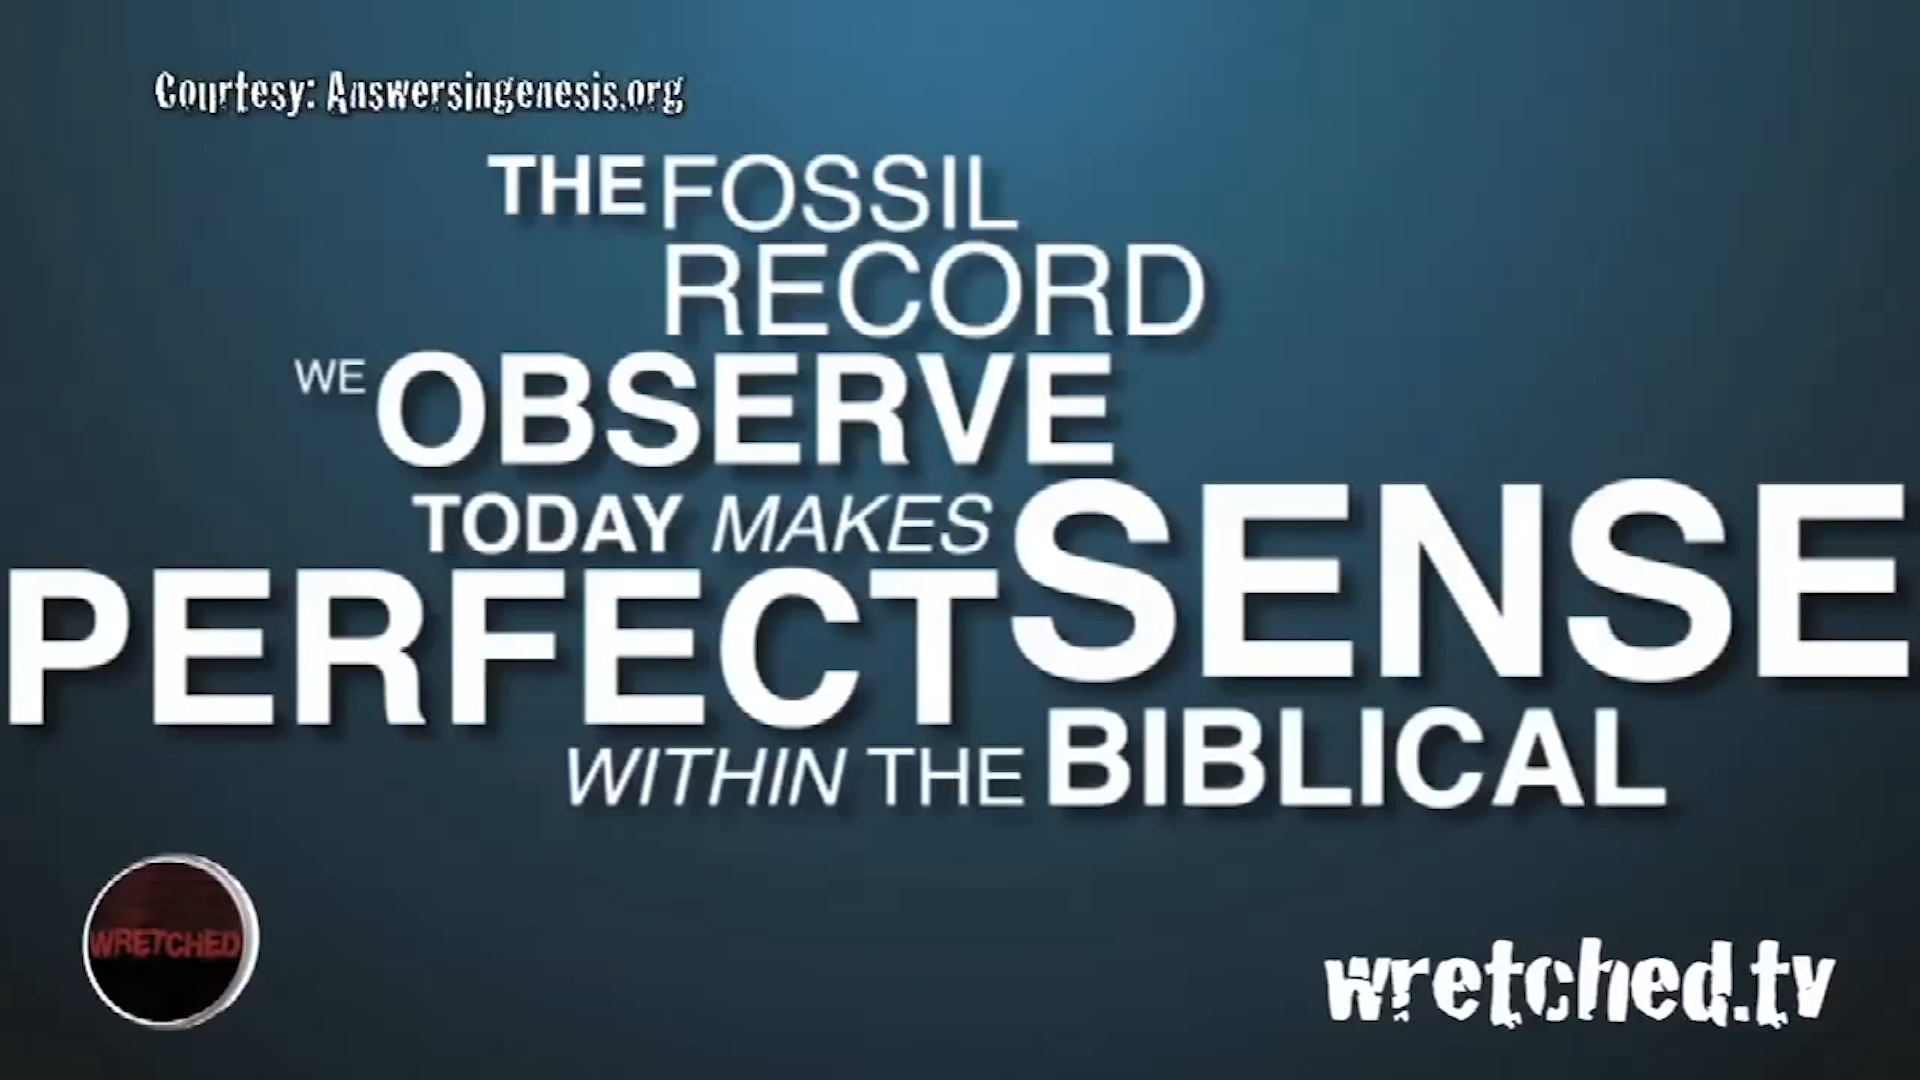 Courtesy: Answersingenesis.org
THE FOSSIL
RECORD
WE OBSERVE
TODAY MAKES SENSE
PERFECT
WITHIN THE BIBLICAL
WRETCHED
wretched.tv